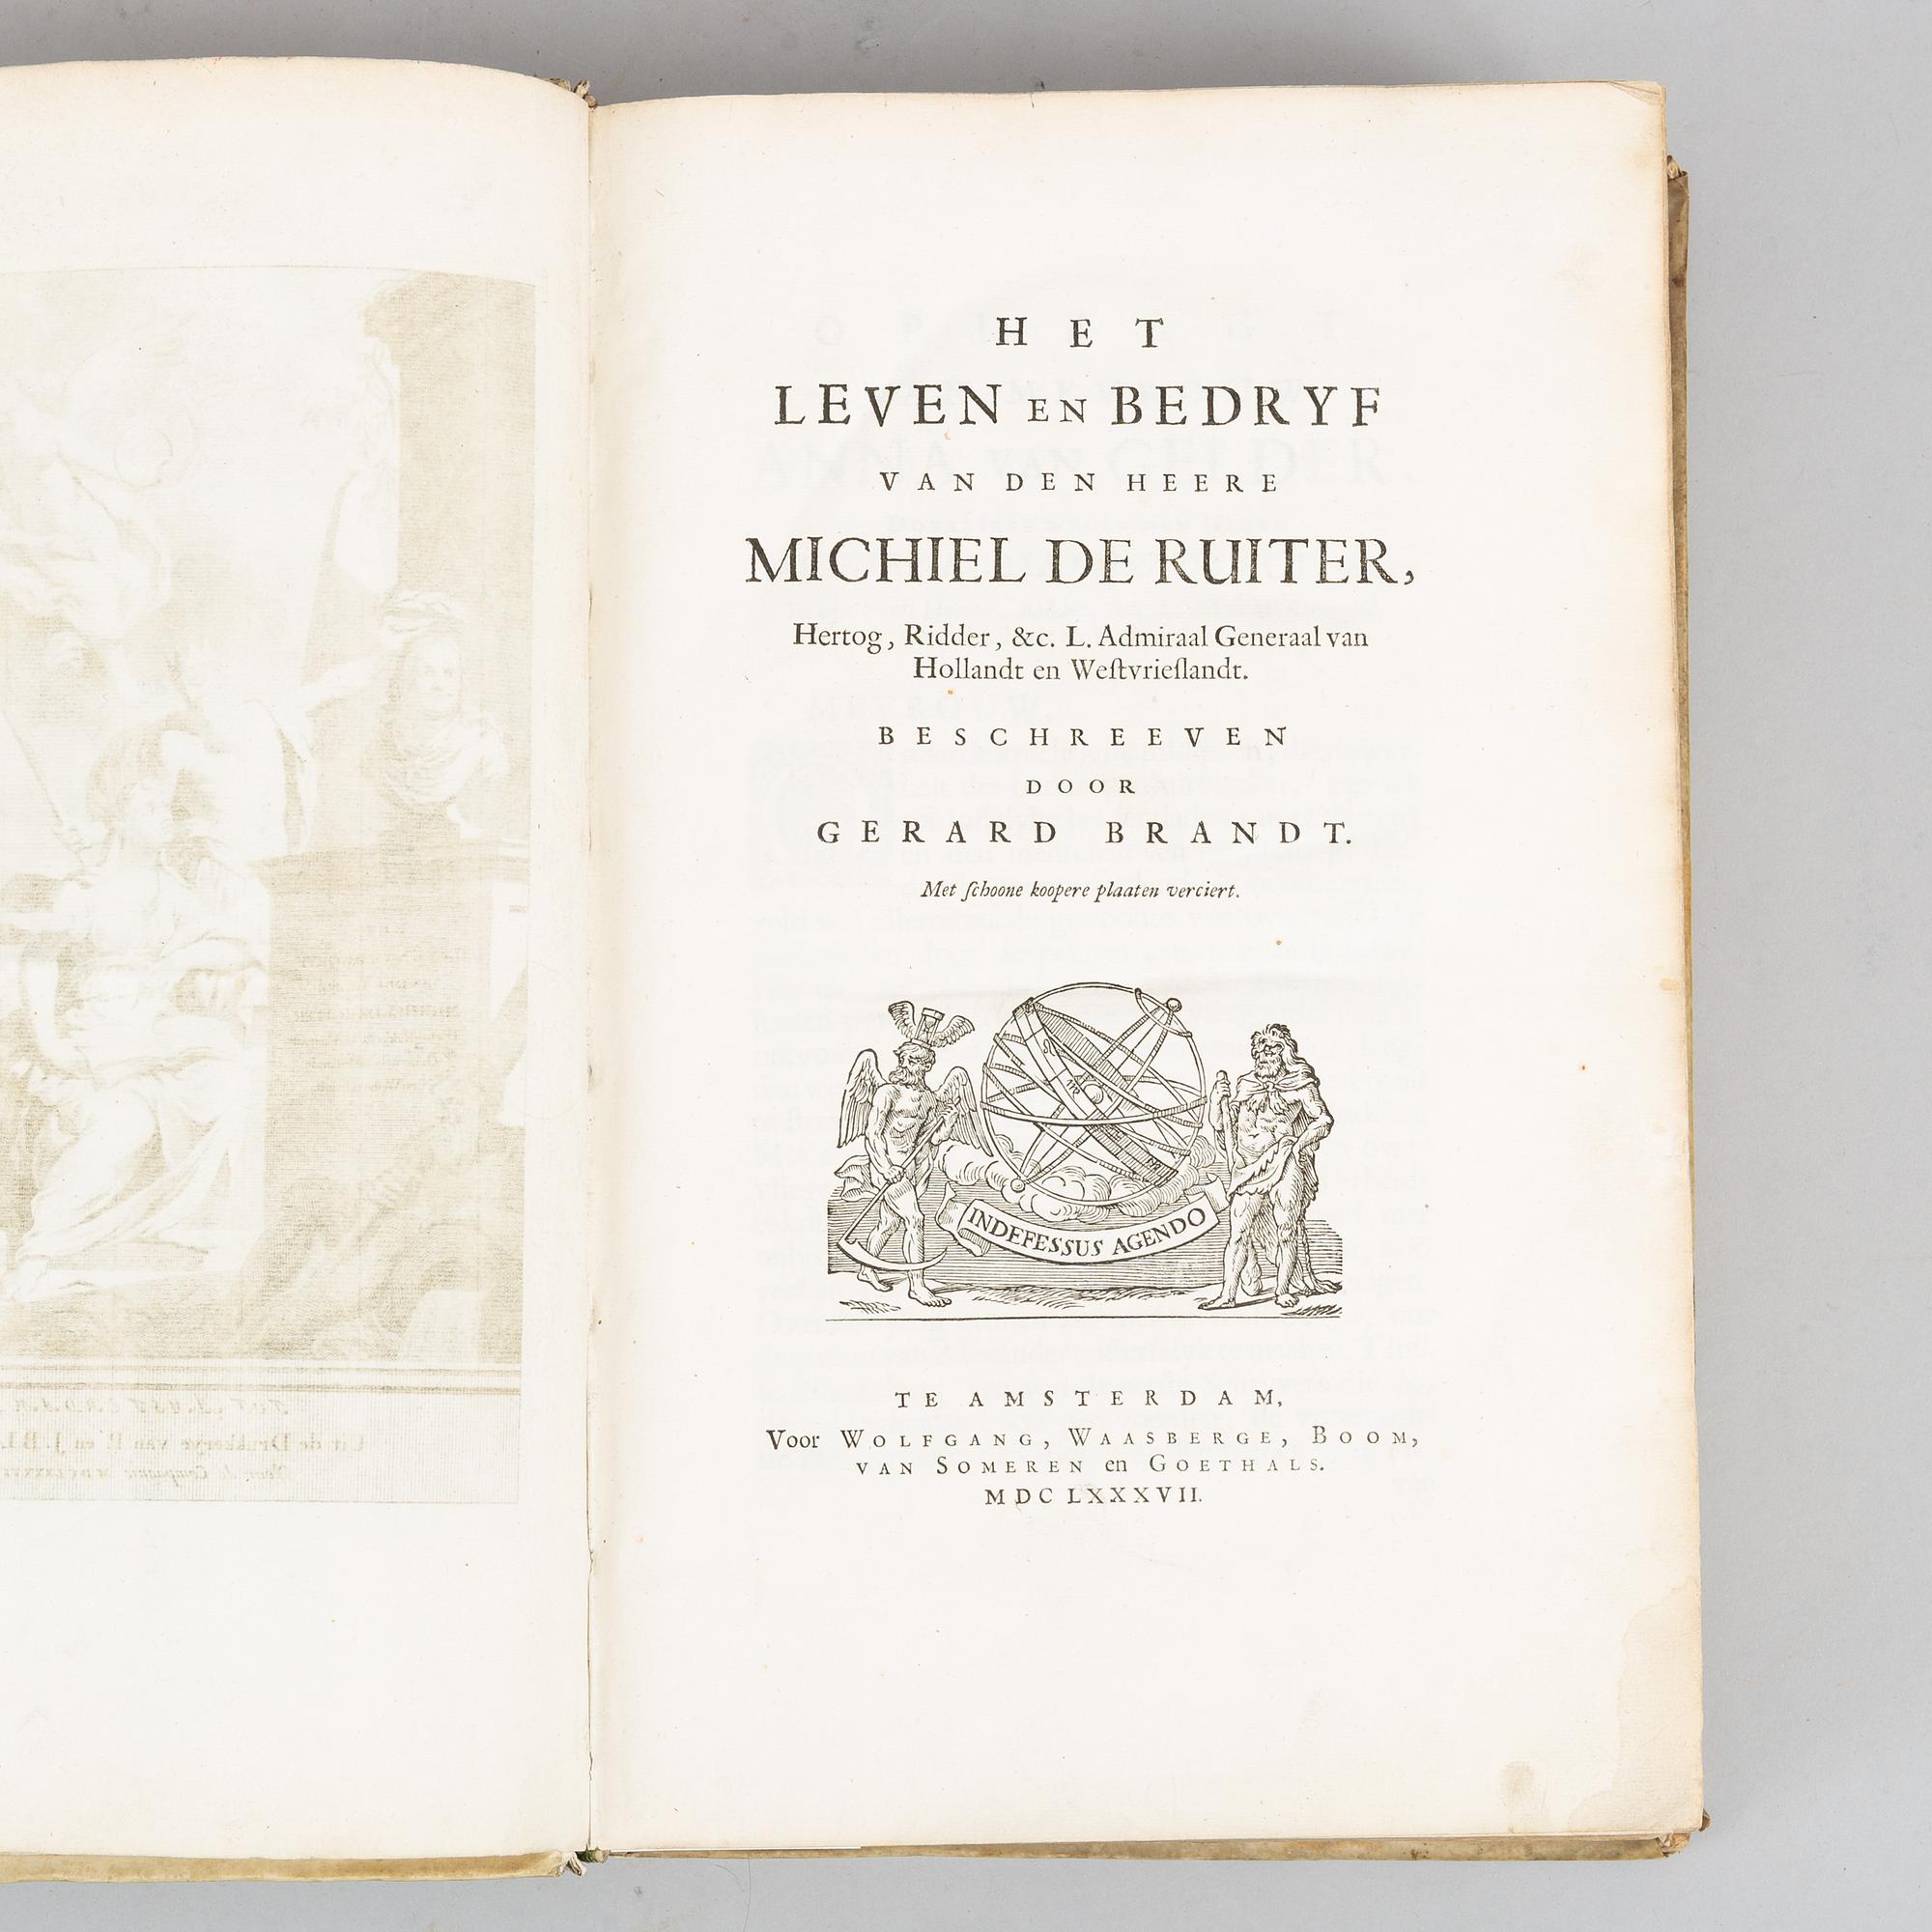 HET
LEVEN EN BEDRYF
VAN DEN HEERE
MICHIEL DE RUITER,
Hertog, Ridder, &c. L. Admiraal Generaal van
Hollandt en Weſtvrieſlandt.
BESCHREEVEN
DOOR
GERARD BRANDT.
Met ſchoone koopere plaaten verciert.
INDEFESSUS AGENDO
TE AMSTERDAM,
Voor WOLFGANG, WAASBERGE, BOOM,
VAN SOMEREN en GOETHALS.
MDC LXXXVII.